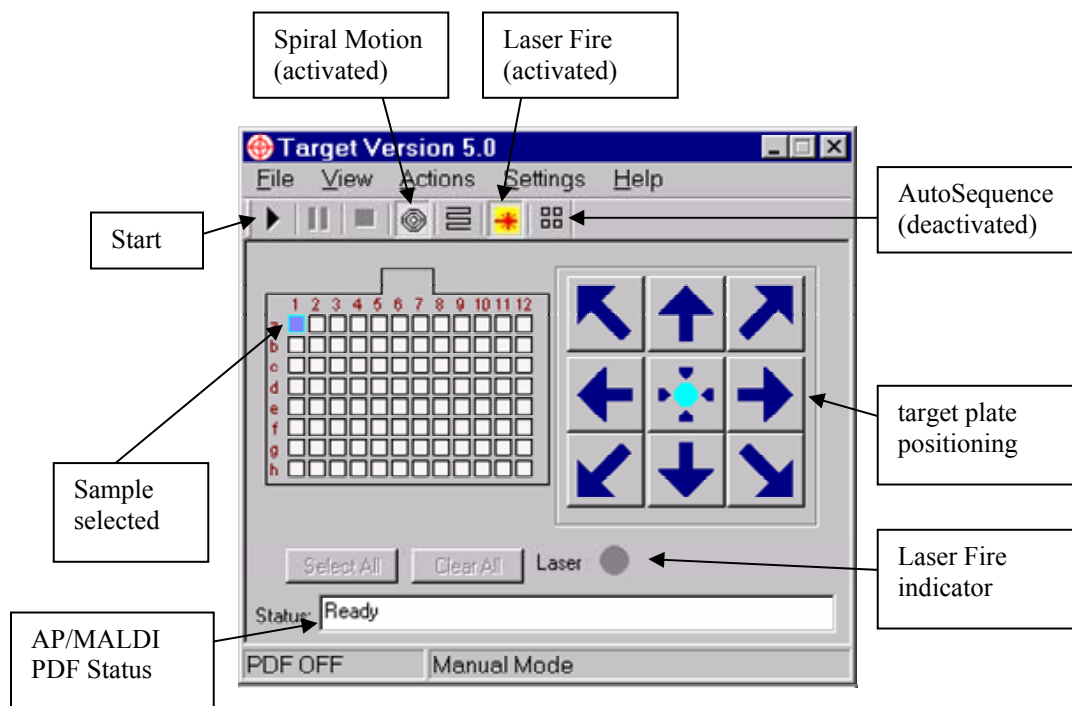 Spiral Motion
(activated)
Laser Fire
(activated)
Target Version 5.0
File View Actions Settings Help
AutoSequence
(deactivated)
Start
1 2 3 4 5 6 7 8 9 10 11 12
a
b
c
d
e
f
g
h
target plate
positioning
Sample
selected
Select All Clear All Laser
Laser Fire
indicator
Status: Ready
AP/MALDI
PDF Status
PDF OFF Manual Mode